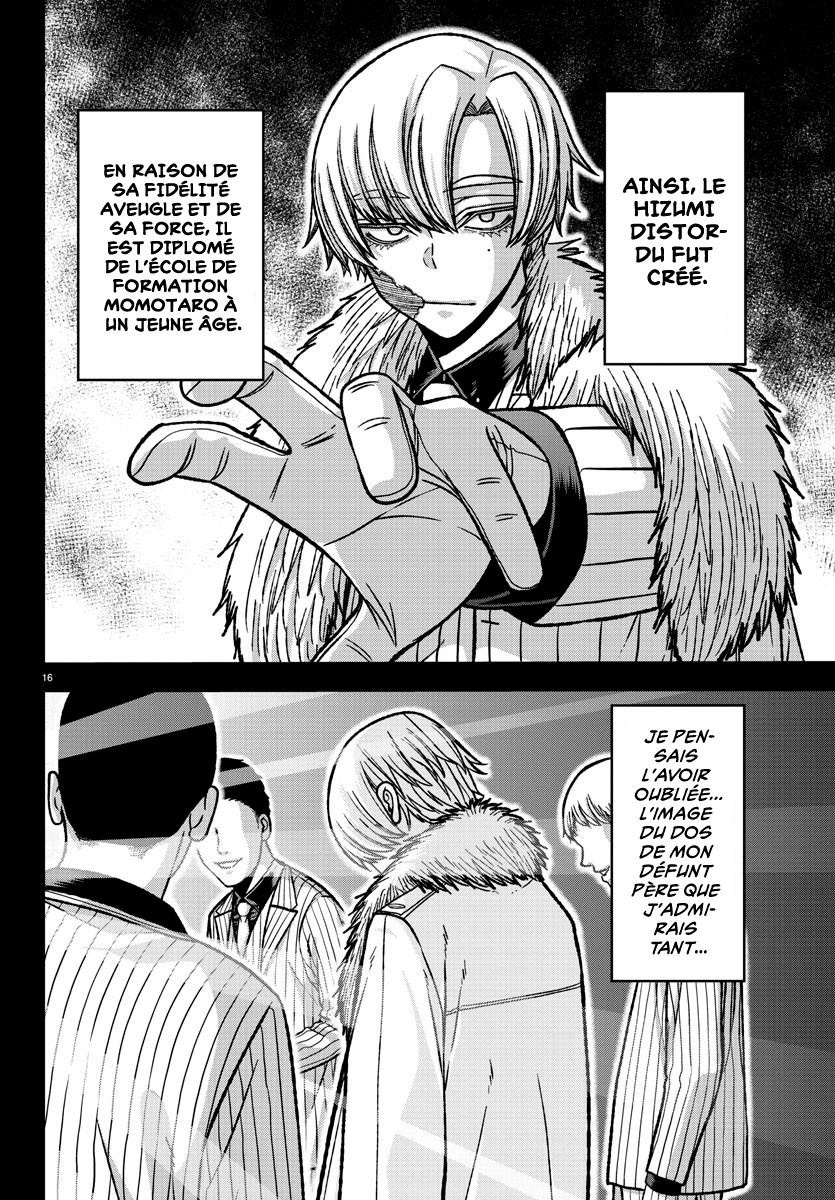 AINSI, LE
HIZUMI
DISTOR-
DU FUT
CRÉÉ.
EN RAISON DE
SA FIDÉLITÉ
AVEUGLE ET DE
SA FORCE, IL
EST DIPLOMÉ
DE L'ÉCOLE DE
FORMATION
MOMOTARO À
UN JEUNE ÂGE.
16
JE PEN-
SAIS
L'AVOIR
OUBLIÉE...
L'IMAGE
DU DOS
DE MON
DÉFUNT
PÈRE QUE
J'ADMI-
RAIS
TANT...